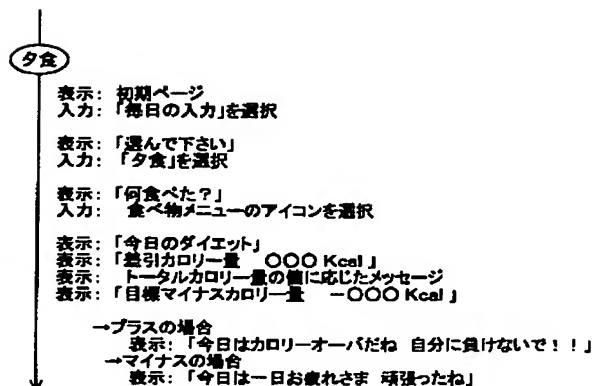 夕食
表示: 初期ページ
入力: 「毎日の入力」を選択
表示: 「選んで下さい」
入力: 「夕食」を選択
表示: 「何食べた?」
入力: 食べ物メニューのアイコンを選択
表示: 「今日のダイエット」
表示: 「差引カロリー量 ○○○ Kcal」
表示: トータルカロリー量の値に応じたメッセージ
表示: 「目標マイナスカロリー量 -○○○ Kcal」
→プラスの場合
表示: 「今日はカロリーオーバだね 自分に負けないで!!」
→マイナスの場合
表示: 「今日は一日お疲れさま 頑張ったね」